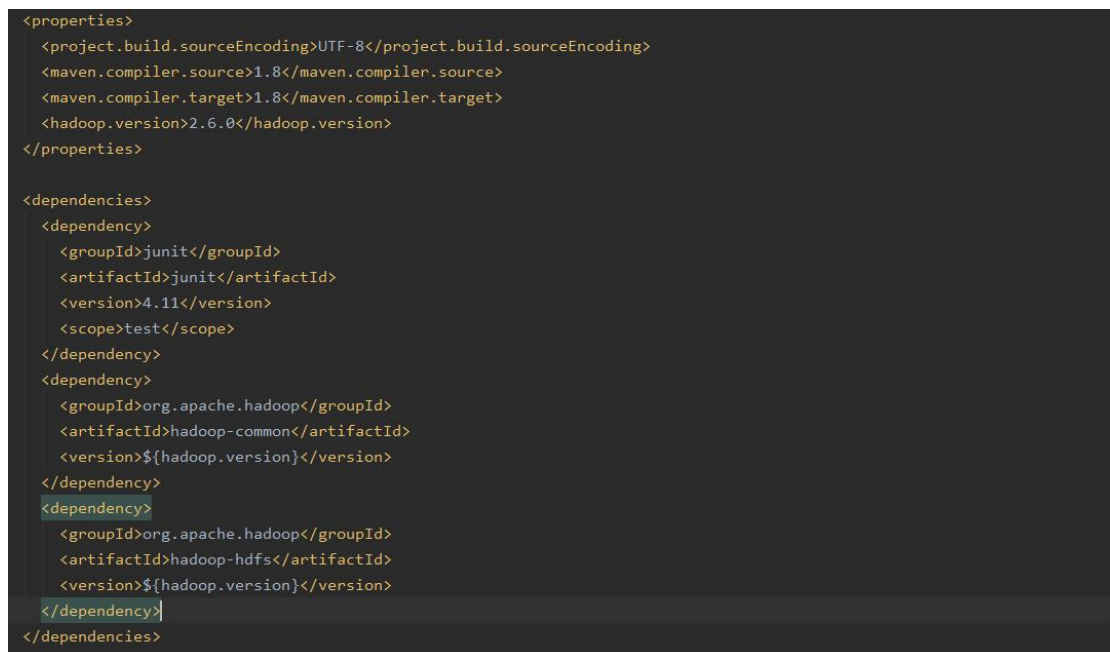 <properties>
<project.build.sourceEncoding>UTF-8</project.build.sourceEncoding>
<maven.compiler.source>1.8</maven.compiler.source>
<maven.compiler.target>1.8</maven.compiler.target>
<hadoop.version>2.6.0</hadoop.version>
</properties>
<dependencies>
<dependency>
<groupId>junit</groupId>
<artifactId>junit</artifactId>
<version>4.11</version>
<scope>test</scope>
</dependency>
<dependency>
<groupId>org.apache.hadoop</groupId>
<artifactId>hadoop-common</artifactId>
<version>${hadoop.version}</version>
</dependency>
<dependency>
<groupId>org.apache.hadoop</groupId>
<artifactId>hadoop-hdfs</artifactId>
<version>${hadoop.version}</version>
</dependency>
</dependencies>